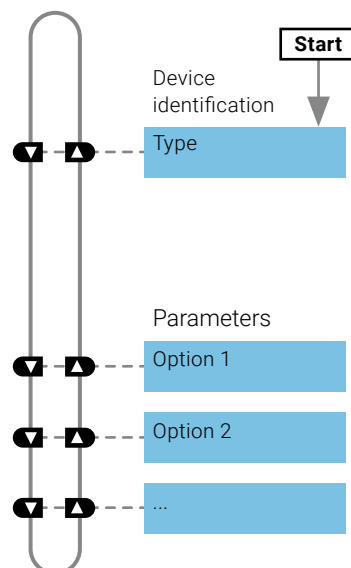 Start
Device
identification
Type
Parameters
Option 1
Option 2
...